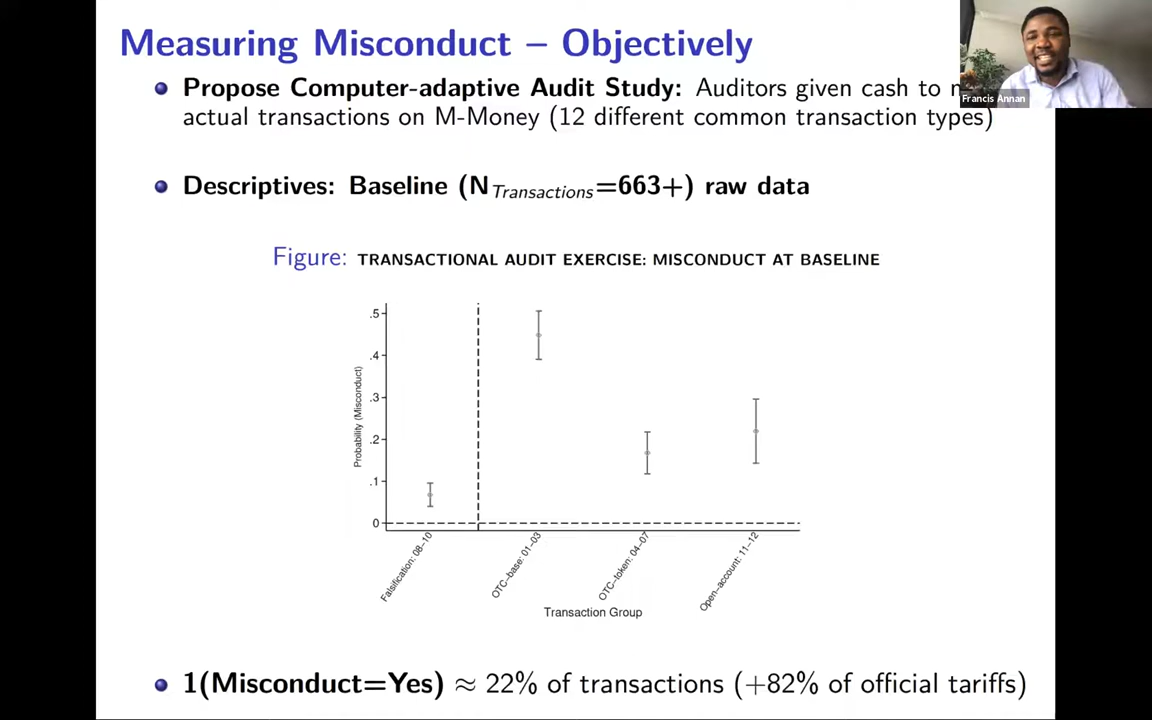 Measuring Misconduct – Objectively
Propose Computer-adaptive Audit Study: Auditors given cash to
actual transactions on M-Money (12 different common transaction types)
Descriptives: Baseline (N Transactions=663+) raw data
Figure: TRANSACTIONAL AUDIT EXERCISE: MISCONDUCT AT BASELINE
.5
.4
.3
.2
.1
0
Probability (Misconduct)
Falsification: 08–10
OTC–base: 01–03
OTC–token: 04–07
Open–account: 11–12
Transaction Group
1(Misconduct=Yes) ≈ 22% of transactions (+82% of official tariffs)
Francis Annan